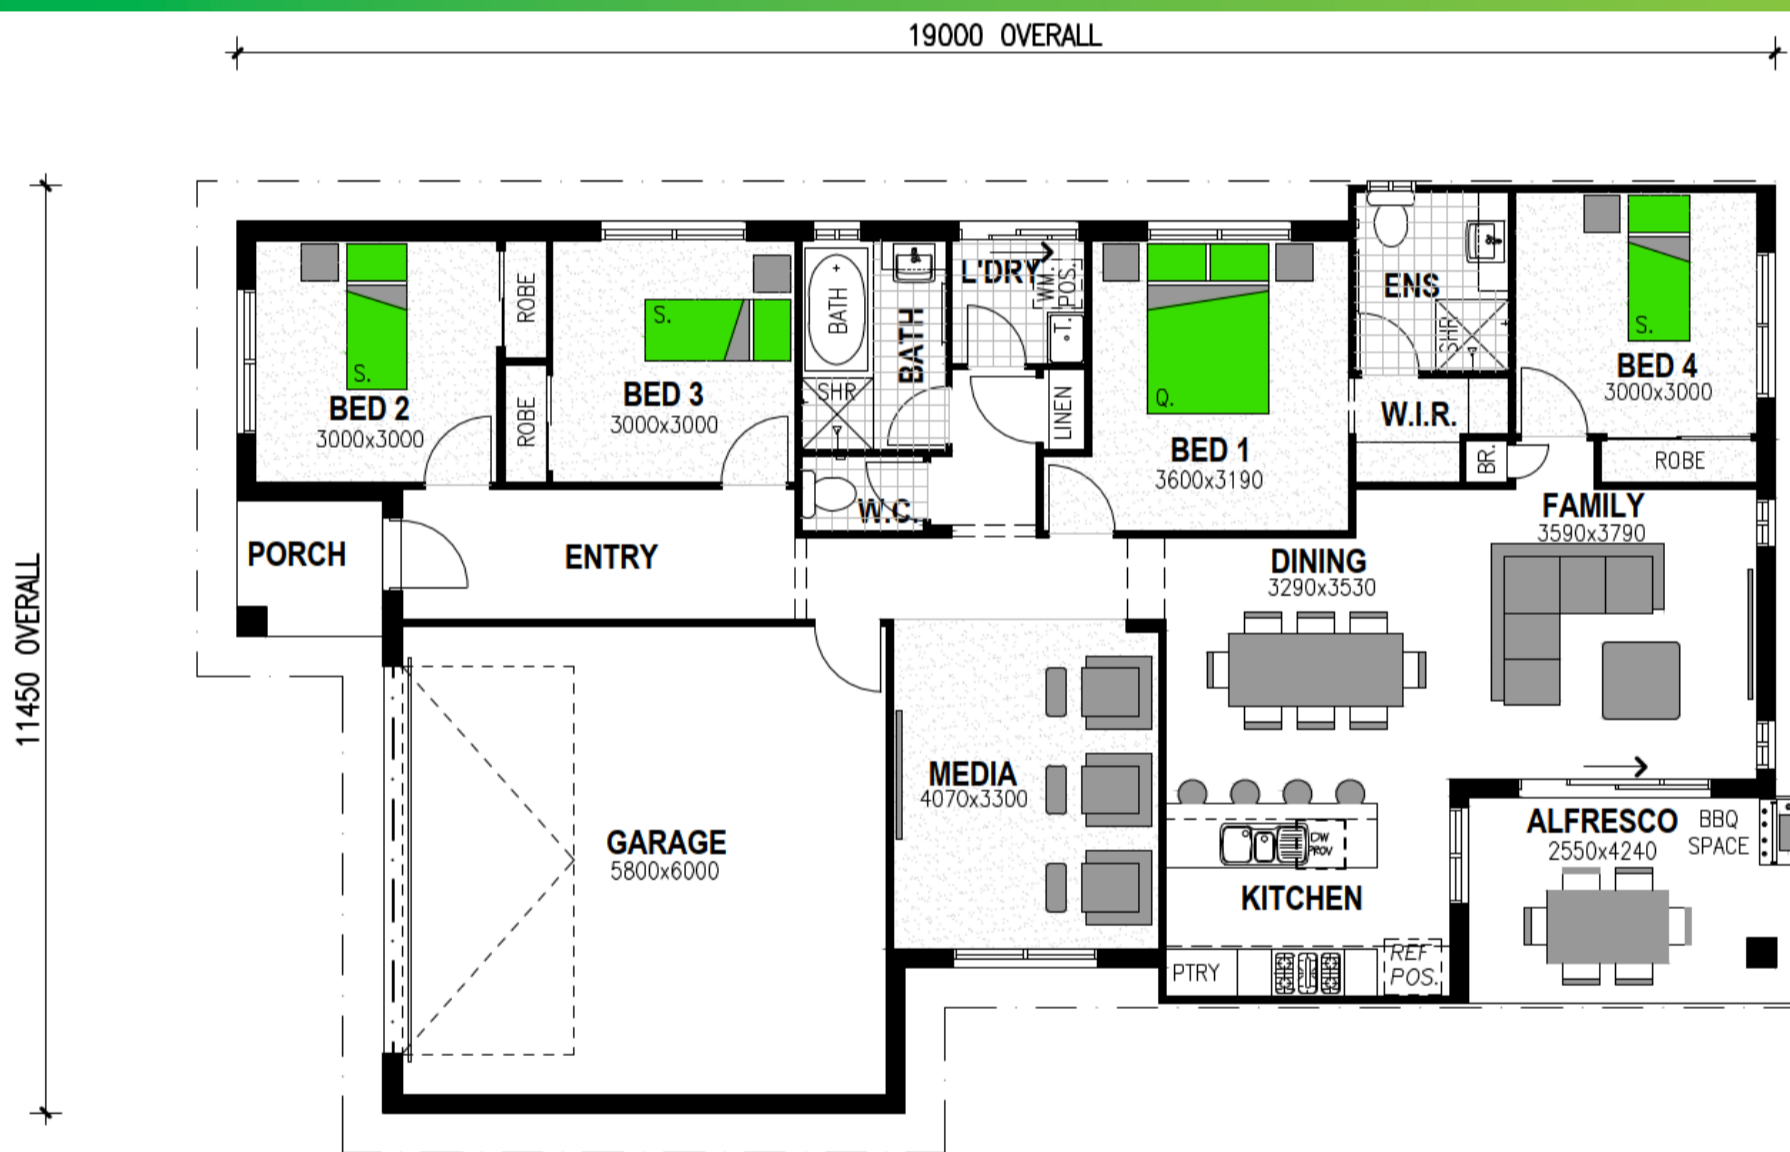 19000 OVERALL
11450 OVERALL
S.
BED 2
3000x3000
ROBE
ROBE
S.
BED 3
3000x3000
BATH
SHR
BATH
L'DRY
WM.
POS.
T.
LINEN
W.C.
Q.
BED 1
3600x3190
ENS
SHR
W.I.R.
BR.
S.
BED 4
3000x3000
ROBE
PORCH
ENTRY
FAMILY
3590x3790
DINING
3290x3530
MEDIA
4070x3300
GARAGE
5800x6000
DW
PROV
KITCHEN
PTRY
REF
POS.
ALFRESCO
2550x4240
BBQ
SPACE